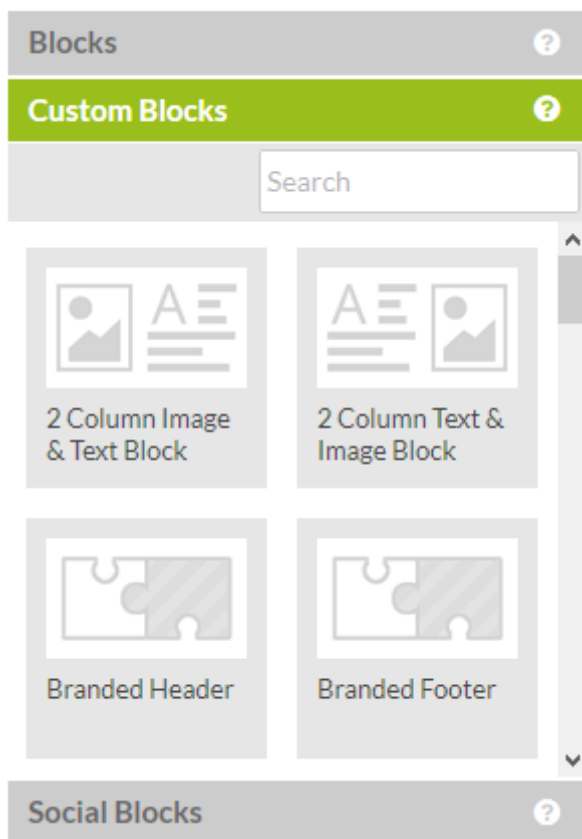 Blocks
Custom Blocks
Search
2 Column Image
& Text Block
2 Column Text &
Image Block
Branded Header
Branded Footer
Social Blocks